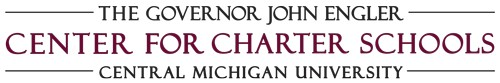 THE GOVERNOR JOHN ENGLER
CENTER FOR CHARTER SCHOOLS
CENTRAL MICHIGAN UNIVERSITY